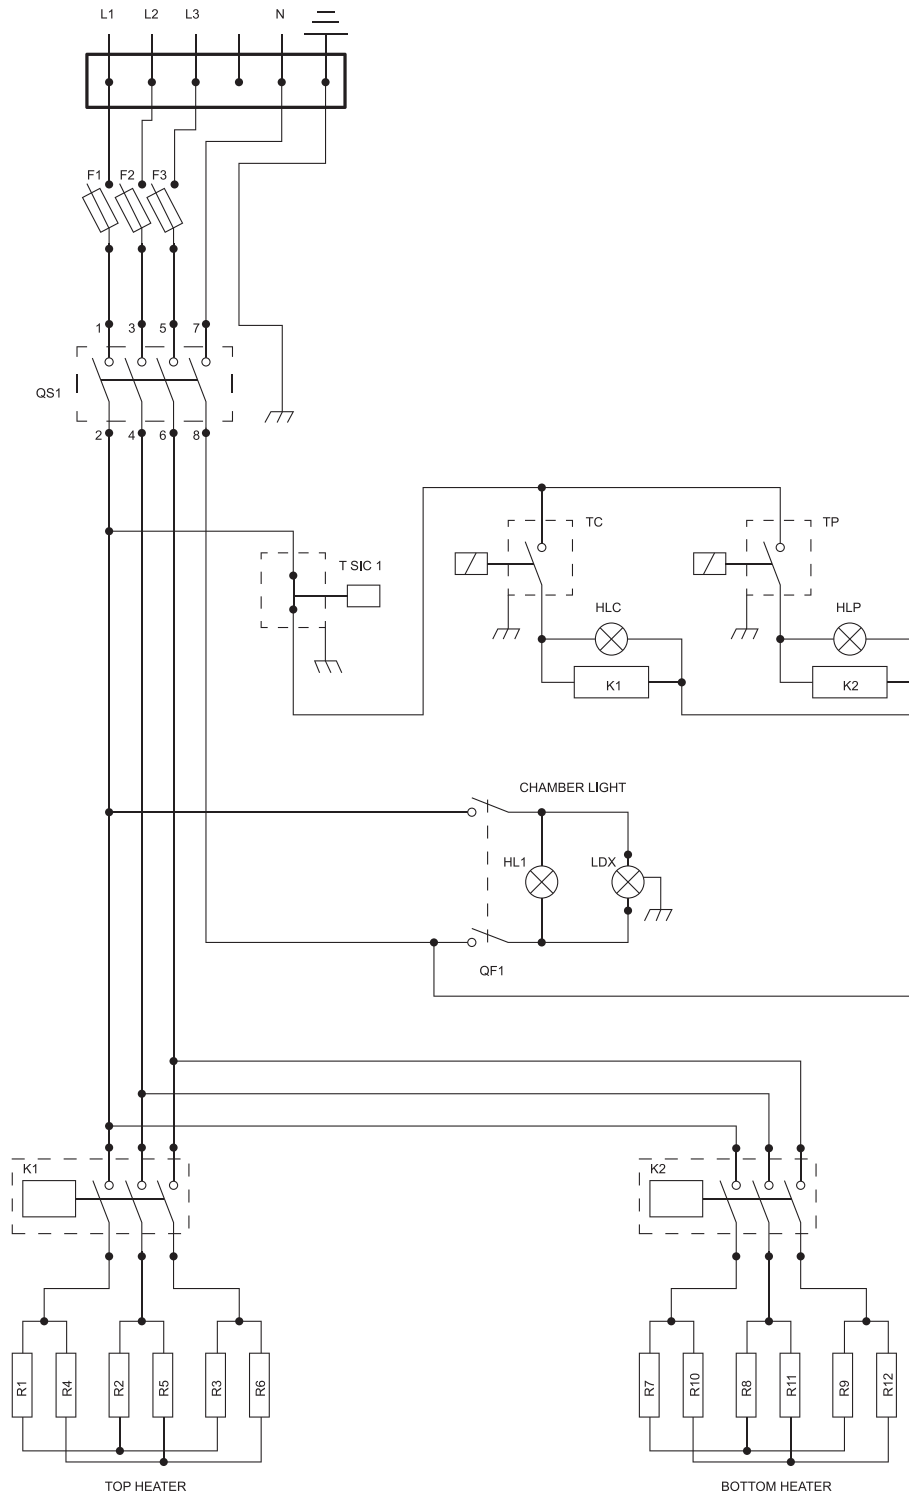 L1 L2 L3 N
F1 F2 F3
1 3 5 7
QS1
2 4 6 8
TC TP
T SIC 1
HLC HLP
K1 K2
CHAMBER LIGHT
HL1 LDX
QF1
K1 K2
R1 R4 R2 R5 R3 R6 R7 R10 R8 R11 R9 R12
TOP HEATER BOTTOM HEATER